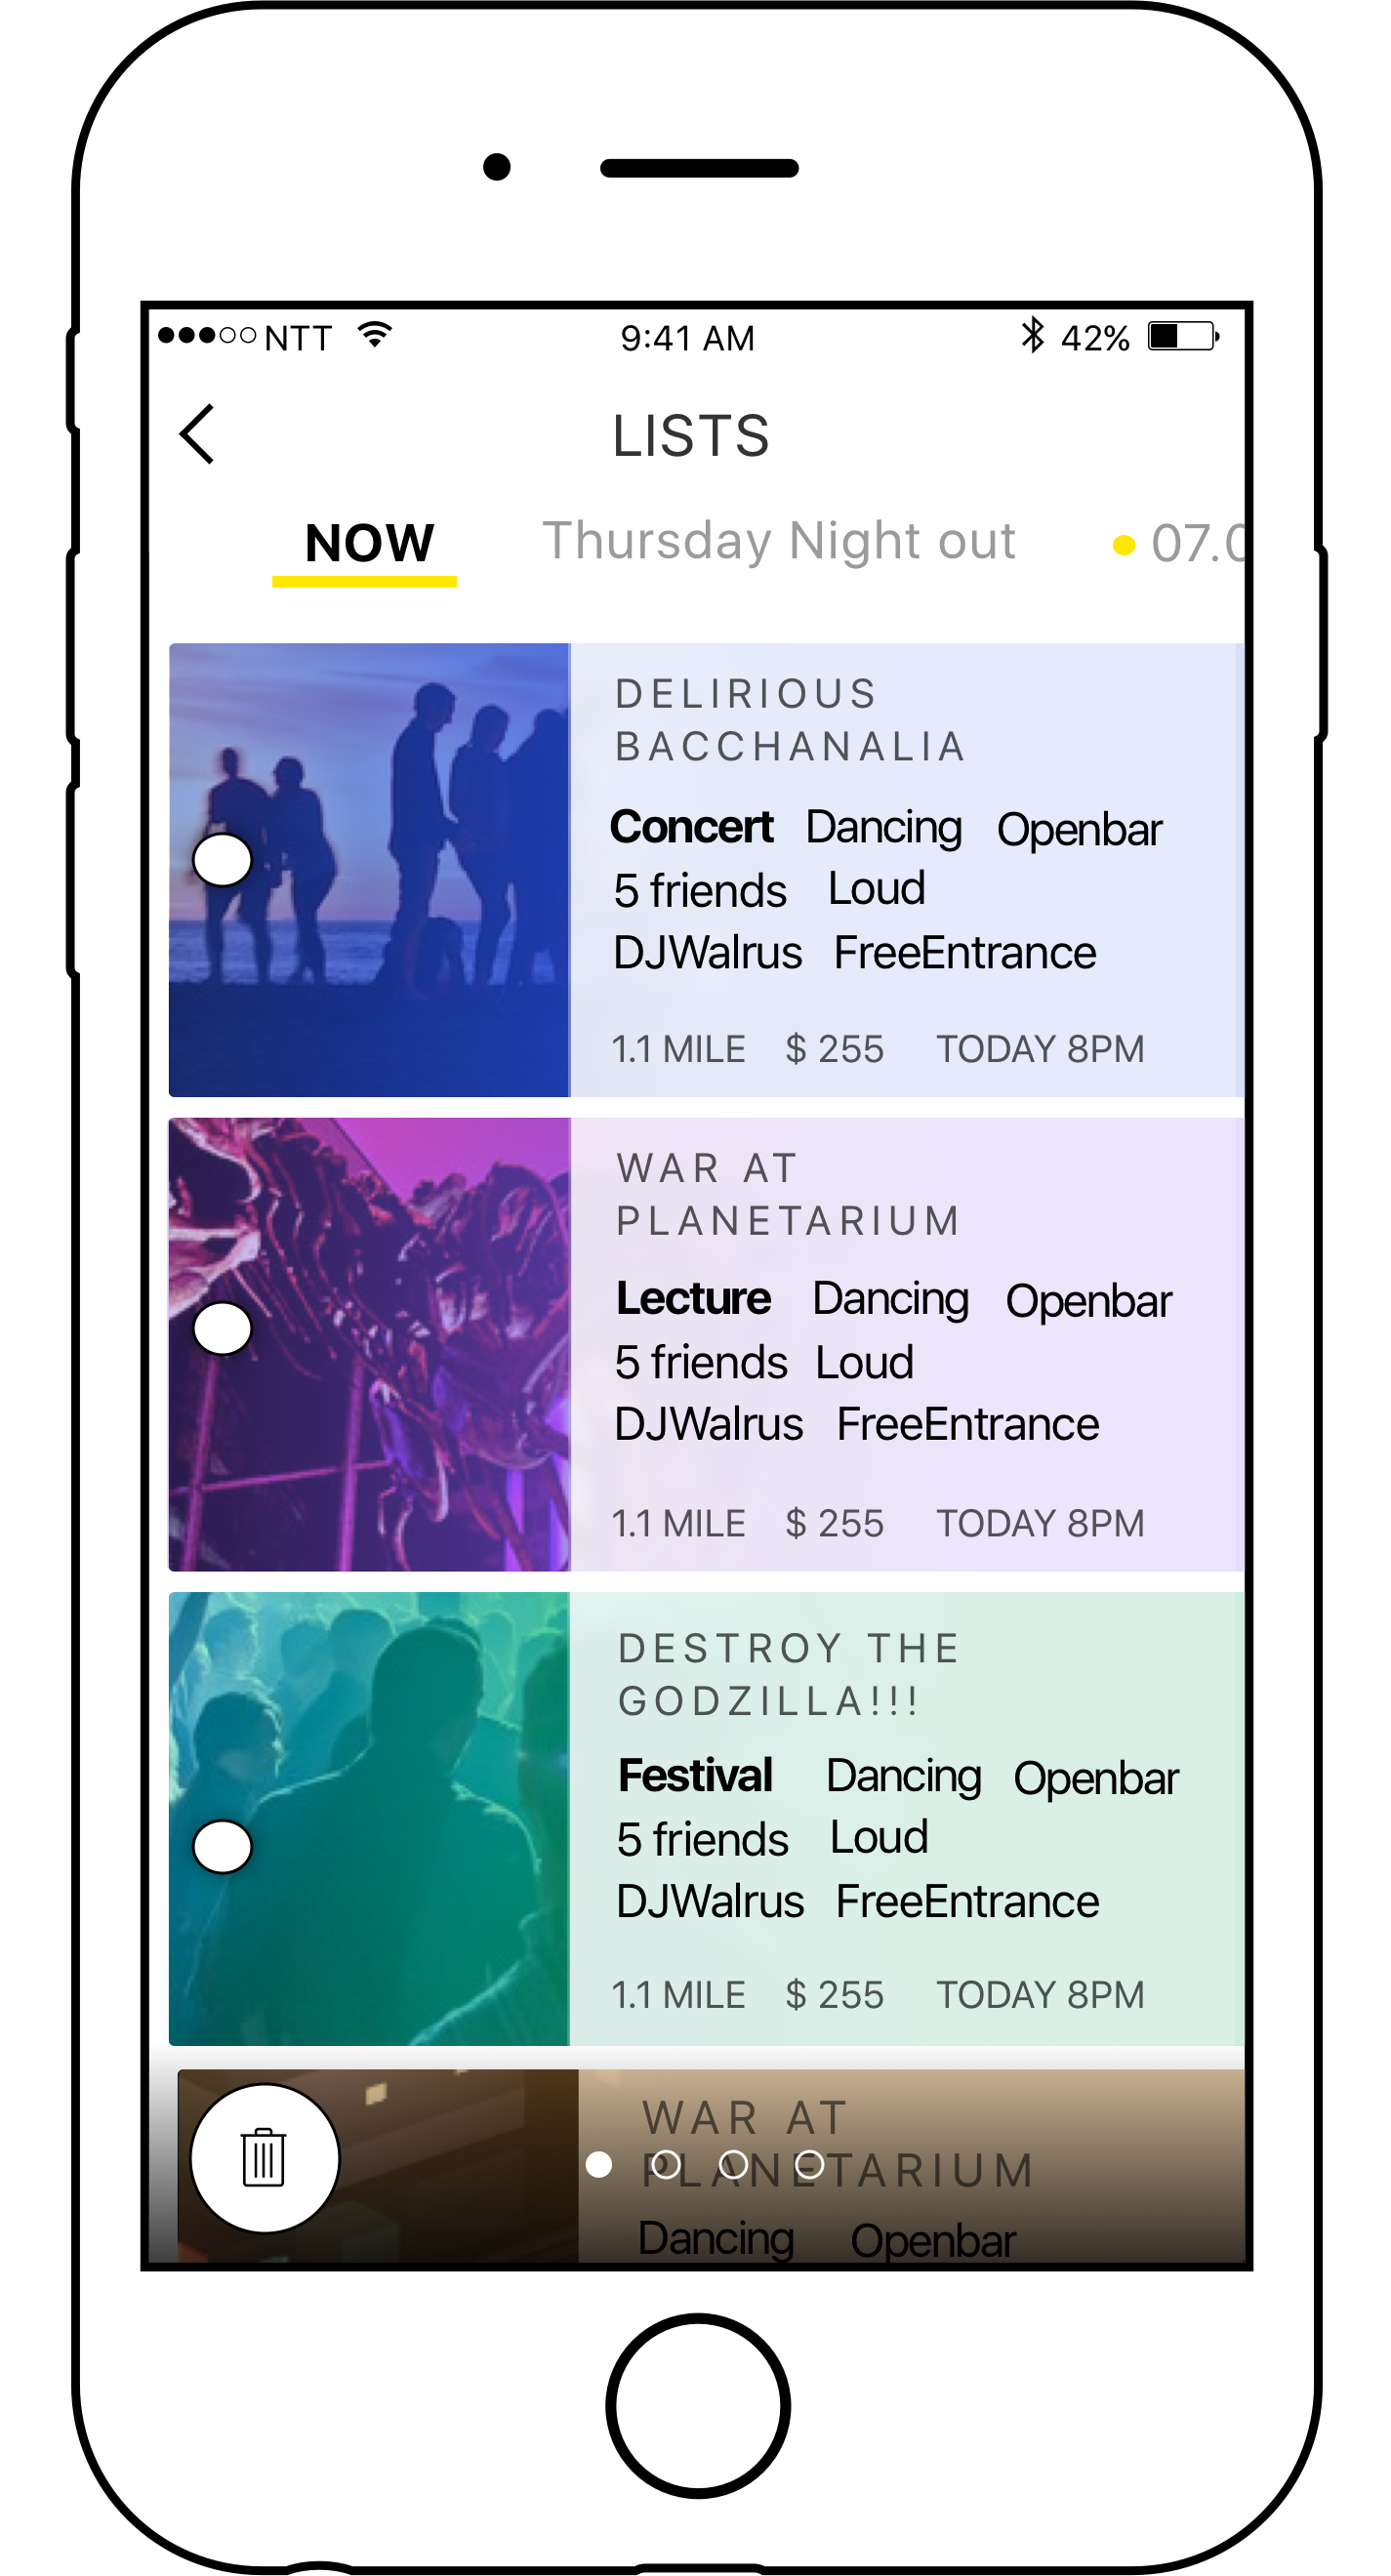 NTT 9:41 AM 42%
LISTS
NOW Thursday Night out 07.0
DELIRIOUS
BACCHANALIA
Concert Dancing Openbar
5 friends Loud
DJWalrus FreeEntrance
1.1 MILE $ 255 TODAY 8PM
WAR AT
PLANETARIUM
Lecture Dancing Openbar
5 friends Loud
DJWalrus FreeEntrance
1.1 MILE $ 255 TODAY 8PM
DESTROY THE
GODZILLA!!!
Festival Dancing Openbar
5 friends Loud
DJWalrus FreeEntrance
1.1 MILE $ 255 TODAY 8PM
WAR AT
PLANETARIUM
Dancing Openbar